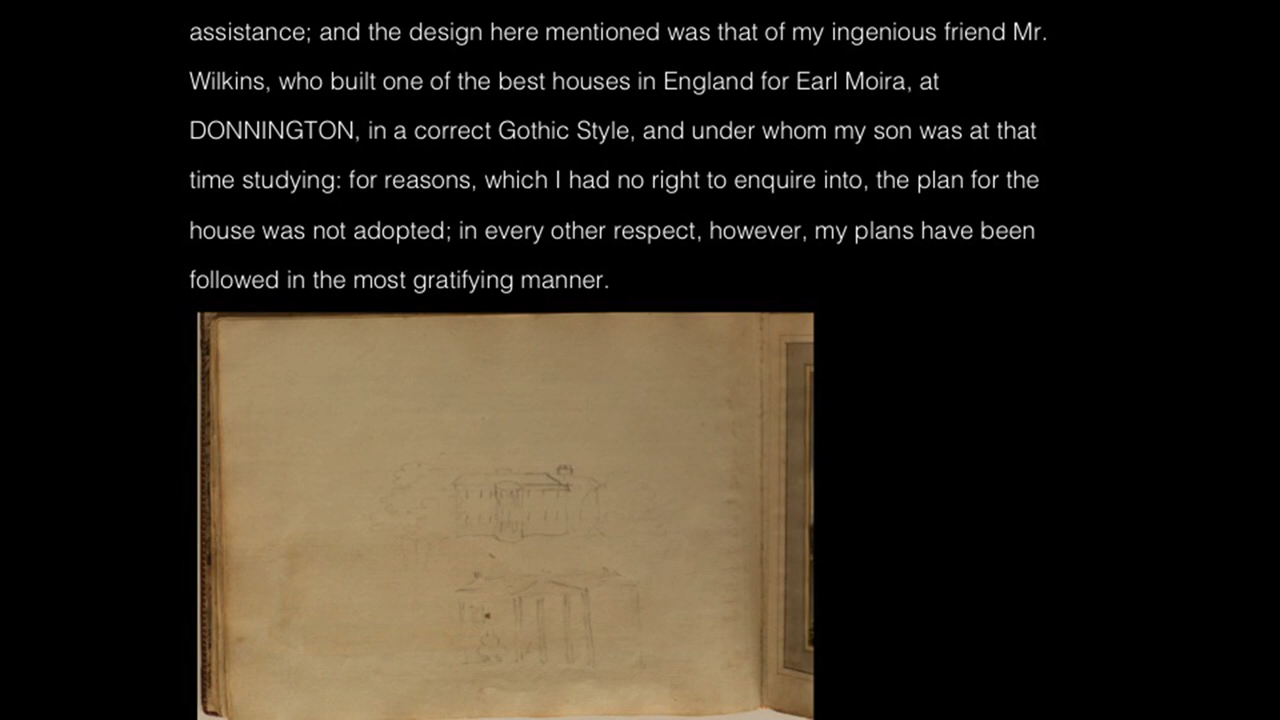 assistance; and the design here mentioned was that of my ingenious friend Mr.
Wilkins, who built one of the best houses in England for Earl Moira, at
DONNINGTON, in a correct Gothic Style, and under whom my son was at that
time studying: for reasons, which I had no right to enquire into, the plan for the
house was not adopted; in every other respect, however, my plans have been
followed in the most gratifying manner.